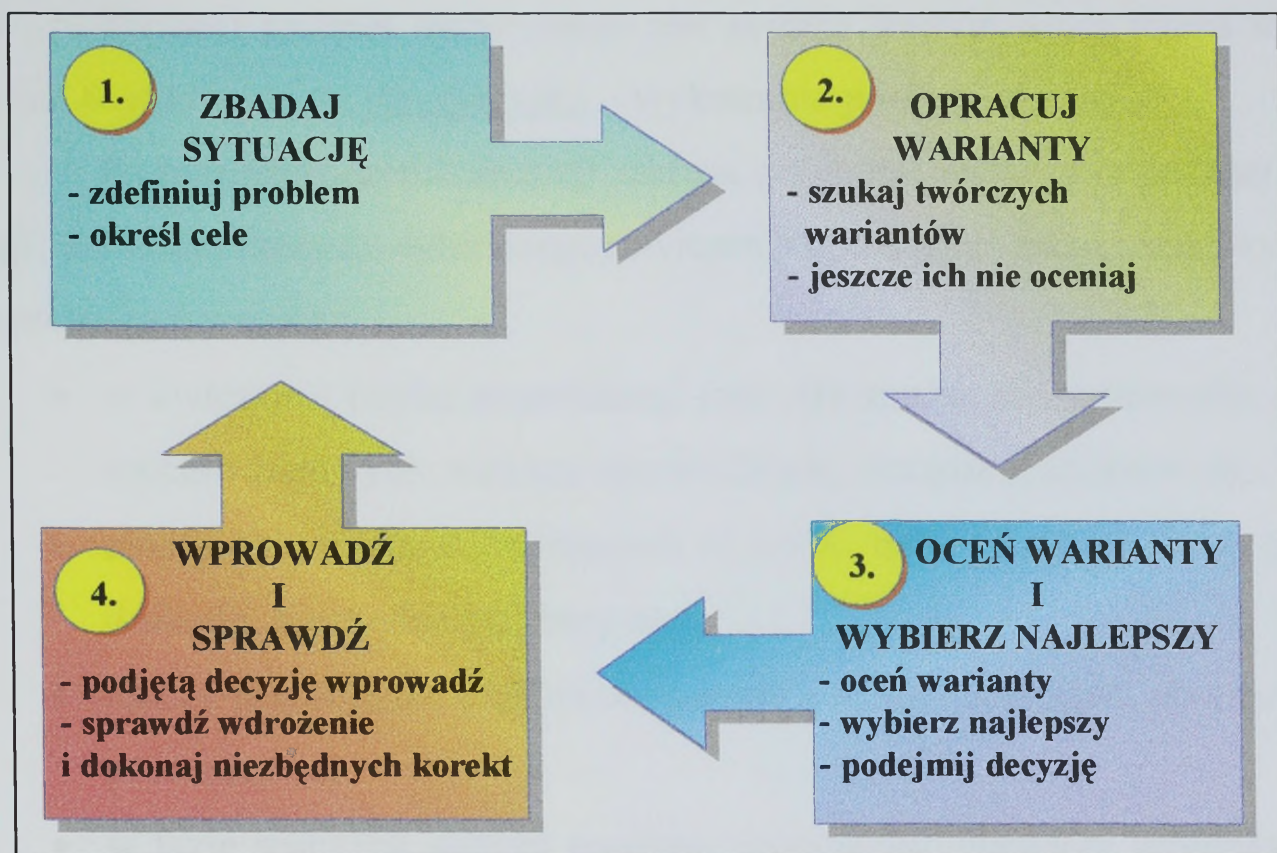 1.
ZBADAJ
SYTUACJĘ
- zdefiniuj problem
- określ cele
2.
OPRACUJ
WARIANTY
- szukaj twórczych
wariantów
- jeszcze ich nie oceniaj
3.
OCEŃ WARIANTY
I
WYBIERZ NAJLEPSZY
- oceń warianty
- wybierz najlepszy
- podejmij decyzję
4.
WPROWADŹ
I
SPRAWDŹ
- podjętą decyzję wprowadź
- sprawdź wdrożenie
i dokonaj niezbędnych korekt